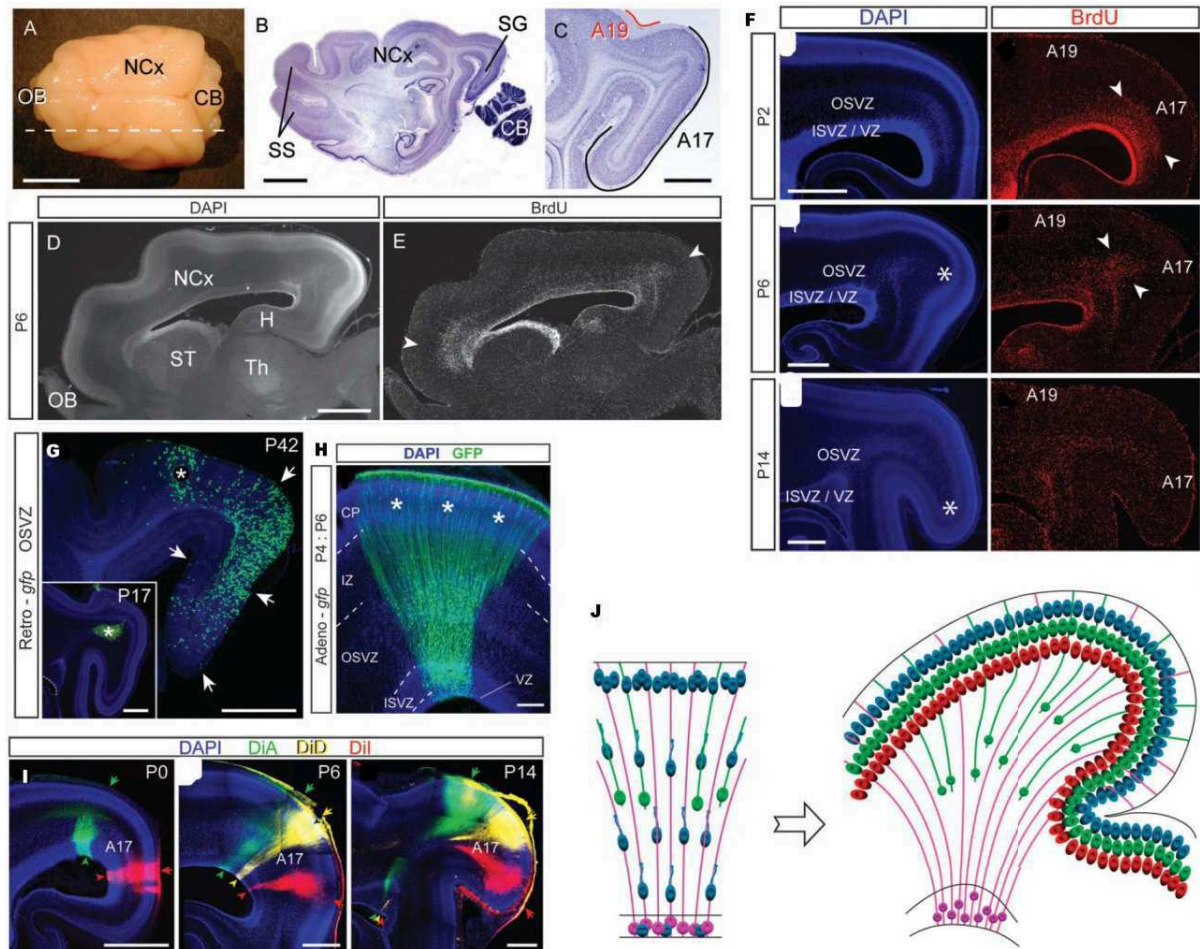 A
NCx
OB
CB
B
SG
NCx
SS
CB
C
A19
A17
DAPI
BrdU
P6
D
NCx
H
ST
Th
OB
E
F
DAPI
BrdU
P2
OSVZ
ISVZ / VZ
A19
A17
P6
OSVZ
ISVZ / VZ
*
A19
A17
P14
OSVZ
ISVZ / VZ
*
A19
A17
Retro - gfp OSVZ
G
P42
*
P17
*
H
DAPI GFP
Adeno - gfp P4 : P6
CP
* * *
IZ
OSVZ
ISVZ
VZ
DAPI DiA DiD DiI
I
P0
A17
P6
A17
P14
A17
J